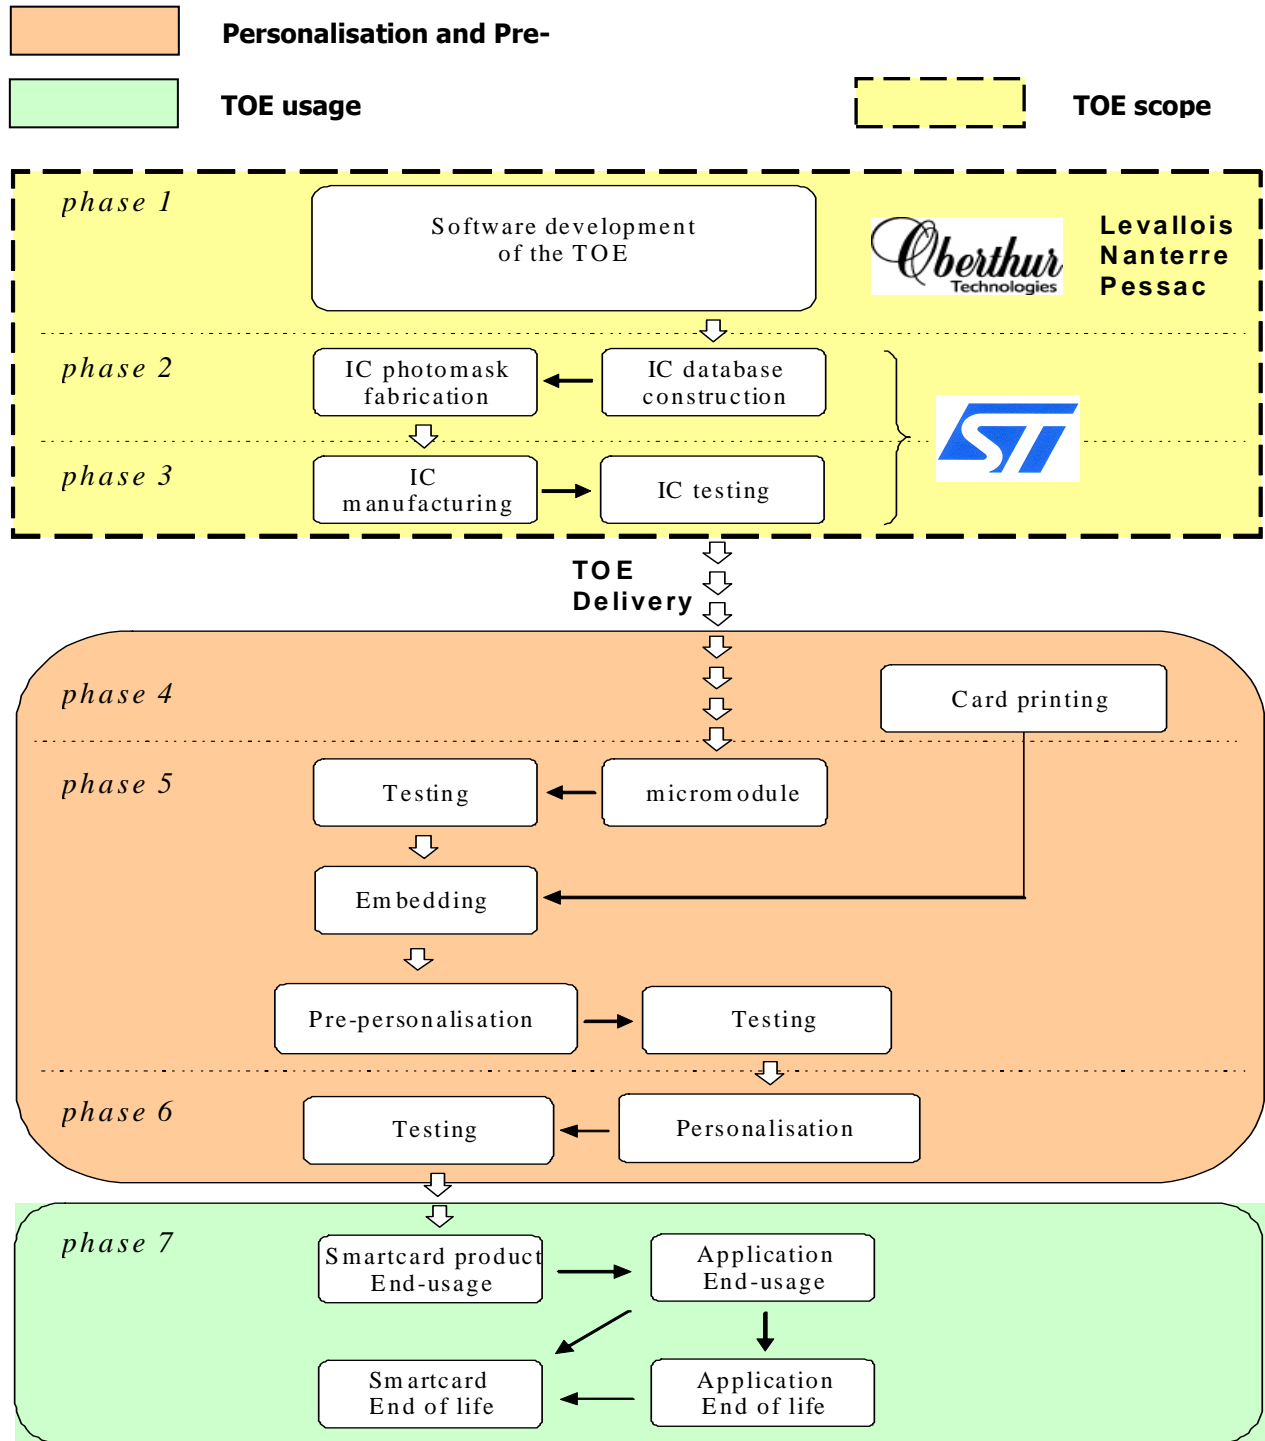 Personalisation and Pre-
TOE usage
TOE scope
phase 1
Software development
of the TOE
Oberthur
Technologies
Levallois
Nanterre
Pessac
phase 2
IC photomask
fabrication
IC database
construction
ST
phase 3
IC
manufacturing
IC testing
TOE
Delivery
phase 4
Card printing
phase 5
Testing
micromodule
Embedding
Pre-personalisation
Testing
phase 6
Testing
Personalisation
phase 7
Smartcard product
End-usage
Application
End-usage
Smartcard
End of life
Application
End of life